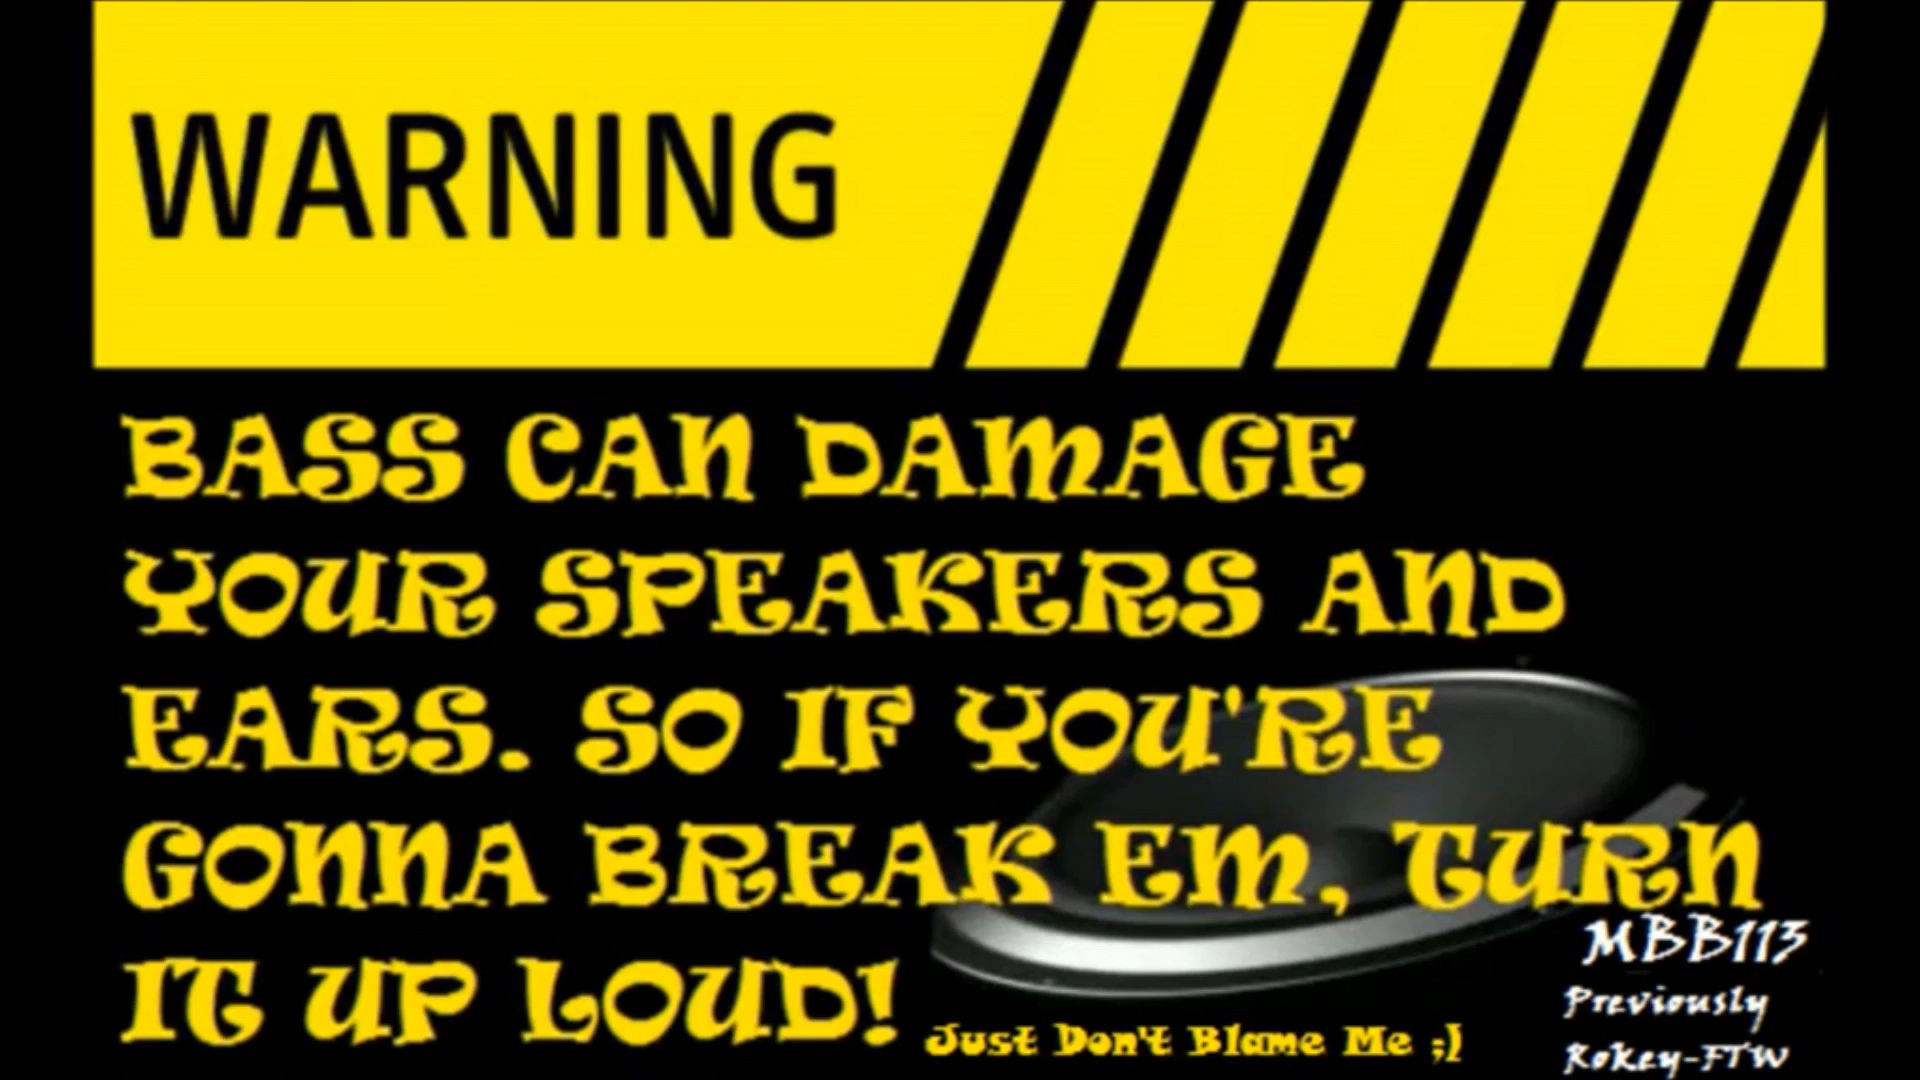 WARNING
BASS CAN DAMAGE
YOUR SPEAKERS AND
EARS. SO IF YOU'RE
GONNA BREAK EM, TURN
IT UP LOUD!
Just Don't Blame Me ;)
MBB113
Previously
Rokey-FTW